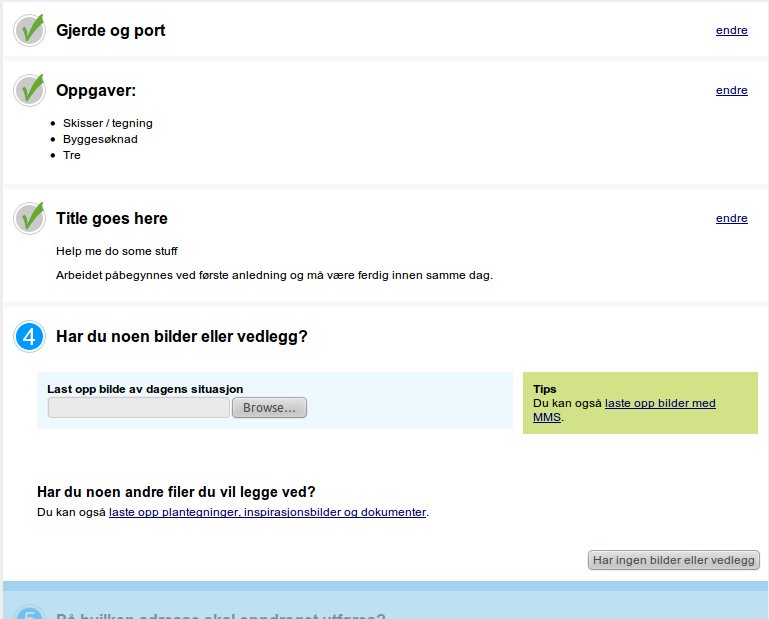 Gjerde og port
endre
Oppgaver:
endre
Skisser / tegning
Byggesøknad
Tre
Title goes here
endre
Help me do some stuff
Arbeidet påbegynnes ved første anledning og må være ferdig innen samme dag.
4
Har du noen bilder eller vedlegg?
Last opp bilde av dagens situasjon
Browse...
Tips
Du kan også laste opp bilder med
MMS.
Har du noen andre filer du vil legge ved?
Du kan også laste opp plantegninger, inspirasjonsbilder og dokumenter.
Har ingen bilder eller vedlegg
5
På hvilken adresse skal oppdraget utføres?